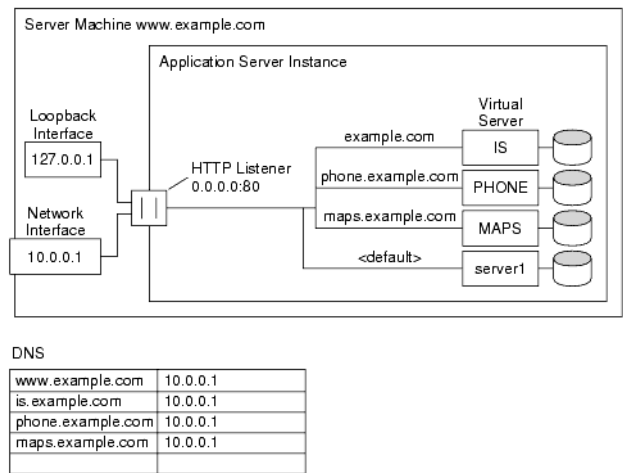 Server Machine www.example.com
Application Server Instance
Loopback
Interface
127.0.0.1
Network
Interface
10.0.0.1
HTTP Listener
0.0.0.0:80
Virtual
Server
example.com
IS
phone.example.com
PHONE
maps.example.com
MAPS
<default>
server1
DNS
www.example.com 10.0.0.1
is.example.com 10.0.0.1
phone.example.com 10.0.0.1
maps.example.com 10.0.0.1